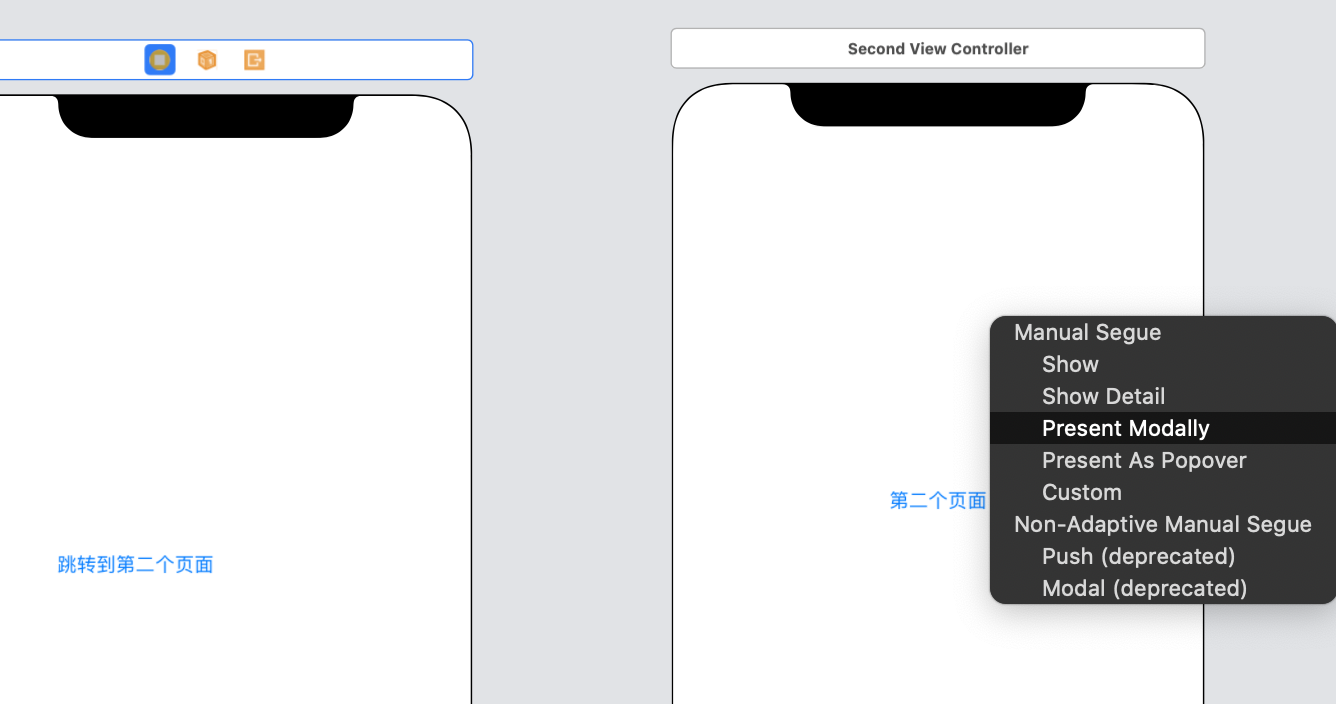 Second View Controller
Manual Segue
Show
Show Detail
Present Modally
Present As Popover
Custom
Non-Adaptive Manual Segue
Push (deprecated)
Modal (deprecated)
第二个页面
跳转到第二个页面